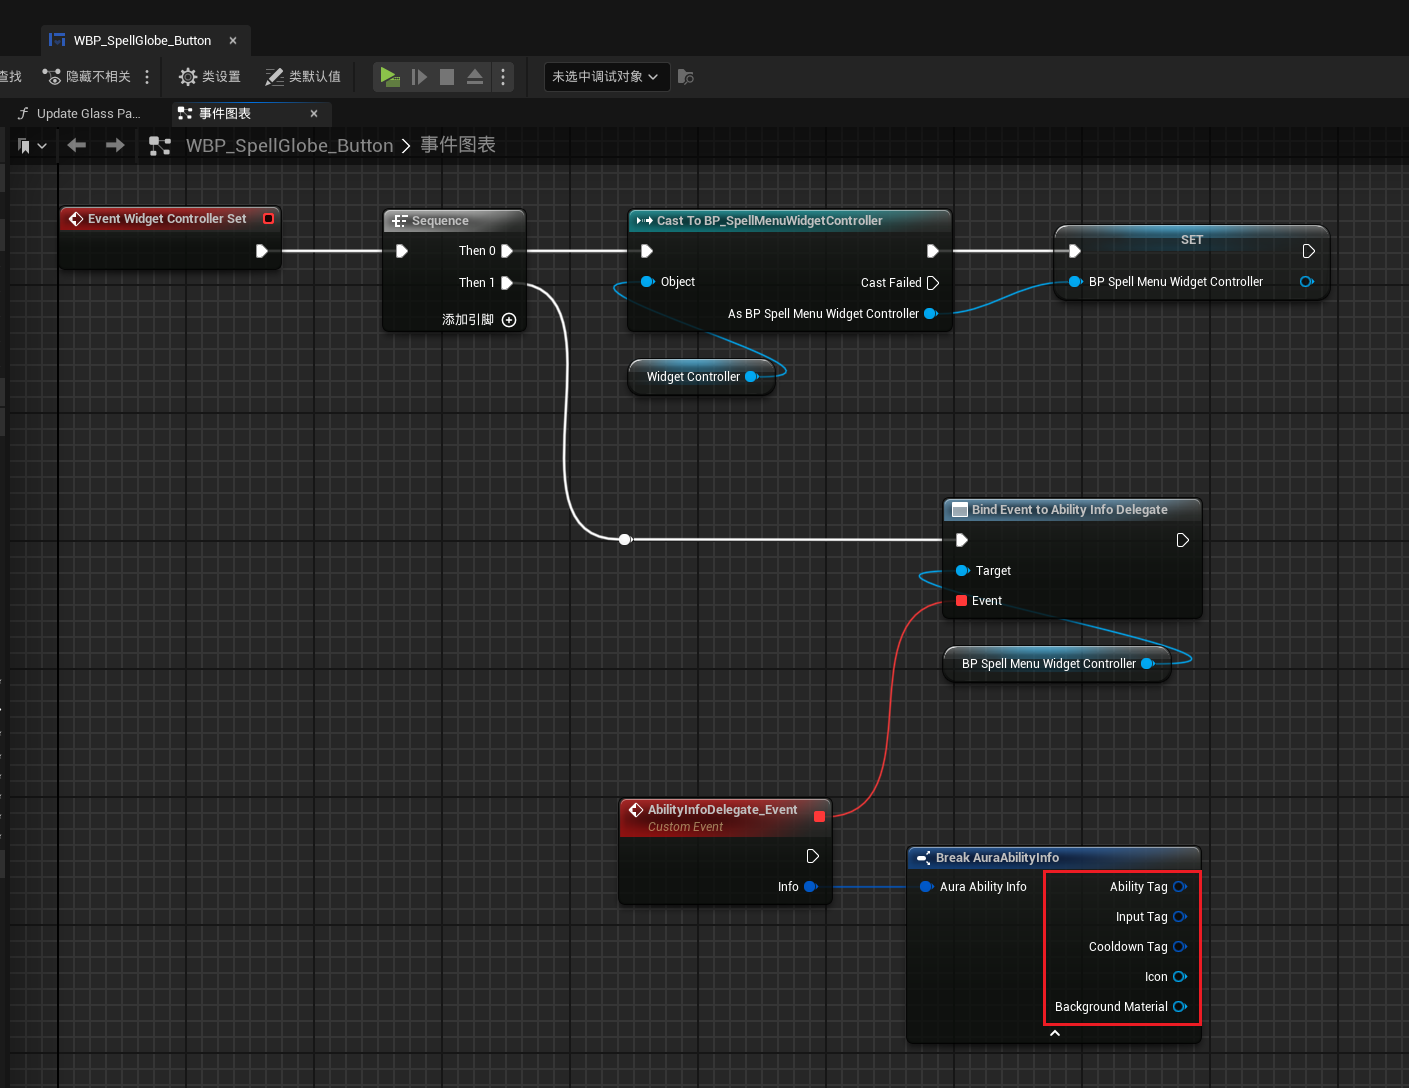 WBP_SpellGlobe_Button
查找
隐藏不相关
类设置
类默认值
未选中调试对象
Update Glass Pa...
事件图表
WBP_SpellGlobe_Button > 事件图表
Event Widget Controller Set
Sequence
Then 0
Then 1
添加引脚
Cast To BP_SpellMenuWidgetController
Object
Cast Failed
As BP Spell Menu Widget Controller
SET
BP Spell Menu Widget Controller
Widget Controller
Bind Event to Ability Info Delegate
Target
Event
BP Spell Menu Widget Controller
AbilityInfoDelegate_Event
Custom Event
Info
Break AuraAbilityInfo
Aura Ability Info
Ability Tag
Input Tag
Cooldown Tag
Icon
Background Material